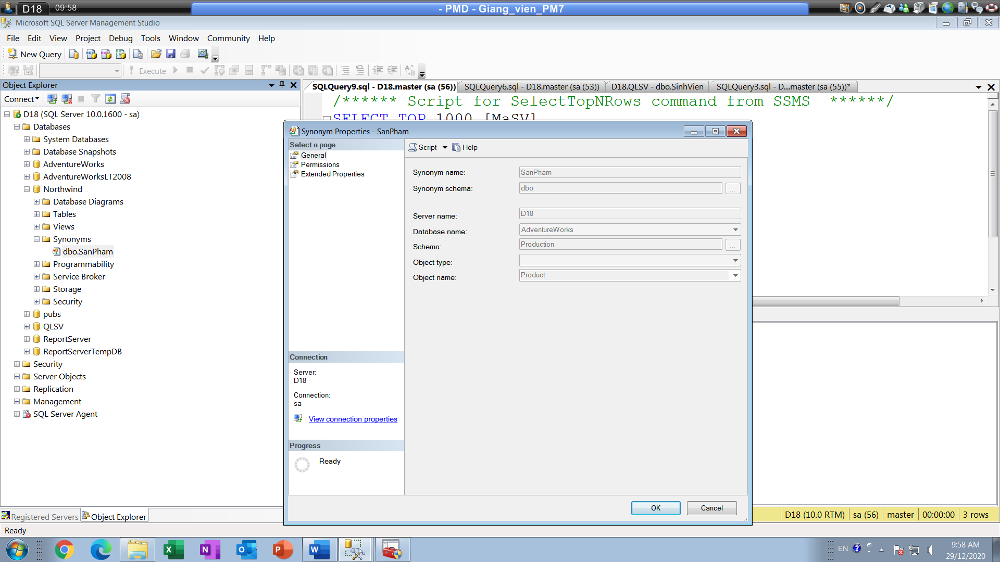 D18
09:58
- PMD - Giang_vien_PM7
Microsoft SQL Server Management Studio
File Edit View Project Debug Tools Window Community Help
New Query
Execute
Object Explorer
Connect
D18 (SQL Server 10.0.1600 - sa)
Databases
System Databases
Database Snapshots
AdventureWorks
AdventureWorksLT2008
Northwind
Database Diagrams
Tables
Views
Synonyms
dbo.SanPham
Programmability
Service Broker
Storage
Security
pubs
QLSV
ReportServer
ReportServerTempDB
Security
Server Objects
Replication
Management
SQL Server Agent
Registered Servers
Object Explorer
SQLQuery9.sql - D18.master (sa (56))
SQLQuery6.sql - D18.master (sa (53))
D18.QLSV - dbo.SinhVien
SQLQuery3.sql - D....master (sa (55))*
/****** Script for SelectTopNRows command from SSMS ******/
SELECT TOP 1000 [MaSV]
Synonym Properties - SanPham
Select a page
General
Permissions
Extended Properties
Connection
Server:
D18
Connection:
sa
View connection properties
Progress
Ready
Script
Help
Synonym name: SanPham
Synonym schema: dbo ...
Server name: D18
Database name: AdventureWorks
Schema: Production ...
Object type:
Object name: Product
OK
Cancel
D18 (10.0 RTM) sa (56) master 00:00:00 3 rows
Ready
EN
9:58 AM
29/12/2020